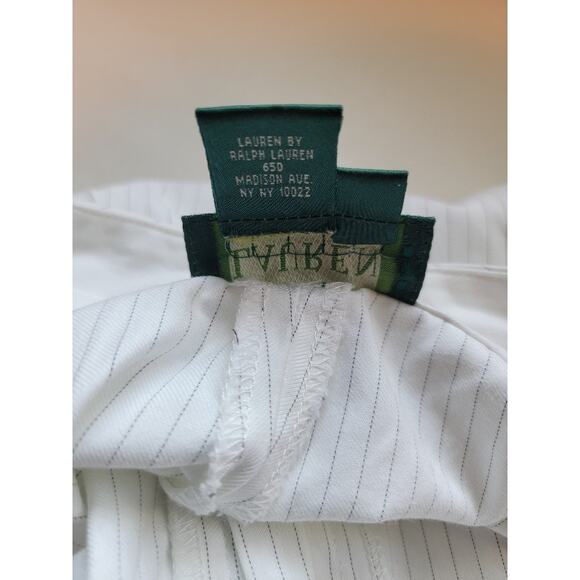 LAUREN BY
RALPH LAUREN
650
MADISON AVE.
NY NY 10022
LAUREN